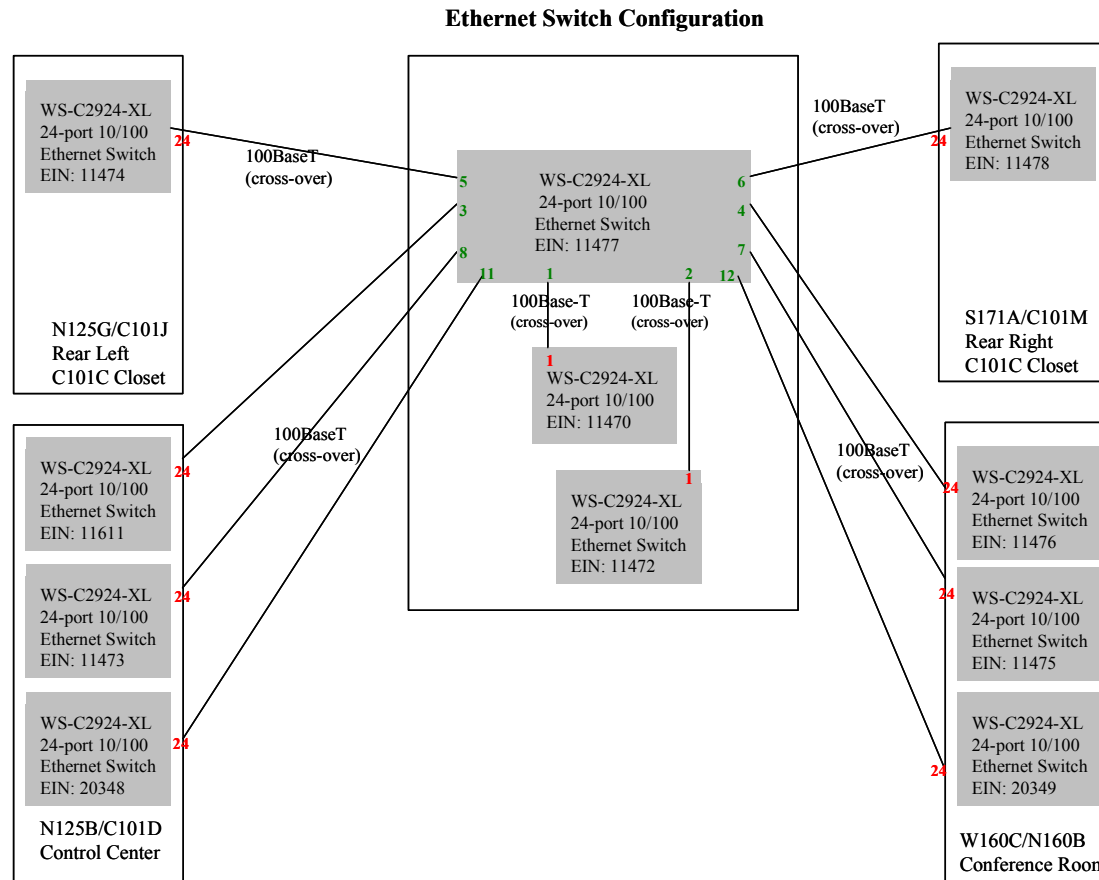 Ethernet Switch Configuration
WS-C2924-XL
24-port 10/100
Ethernet Switch
EIN: 11474
24
N125G/C101J
Rear Left
C101C Closet
100BaseT
(cross-over)
WS-C2924-XL
24-port 10/100
Ethernet Switch
EIN: 11477
5
3
8
11
1
2
12
6
4
7
100Base-T
(cross-over)
100Base-T
(cross-over)
1
WS-C2924-XL
24-port 10/100
EIN: 11470
1
WS-C2924-XL
24-port 10/100
Ethernet Switch
EIN: 11472
100BaseT
(cross-over)
WS-C2924-XL
24-port 10/100
Ethernet Switch
EIN: 11478
24
S171A/C101M
Rear Right
C101C Closet
WS-C2924-XL
24-port 10/100
Ethernet Switch
EIN: 11611
24
WS-C2924-XL
24-port 10/100
Ethernet Switch
EIN: 11473
24
WS-C2924-XL
24-port 10/100
Ethernet Switch
EIN: 20348
24
N125B/C101D
Control Center
100BaseT
(cross-over)
100BaseT
(cross-over)
24
WS-C2924-XL
24-port 10/100
Ethernet Switch
EIN: 11476
24
WS-C2924-XL
24-port 10/100
Ethernet Switch
EIN: 11475
24
WS-C2924-XL
24-port 10/100
Ethernet Switch
EIN: 20349
W160C/N160B
Conference Room